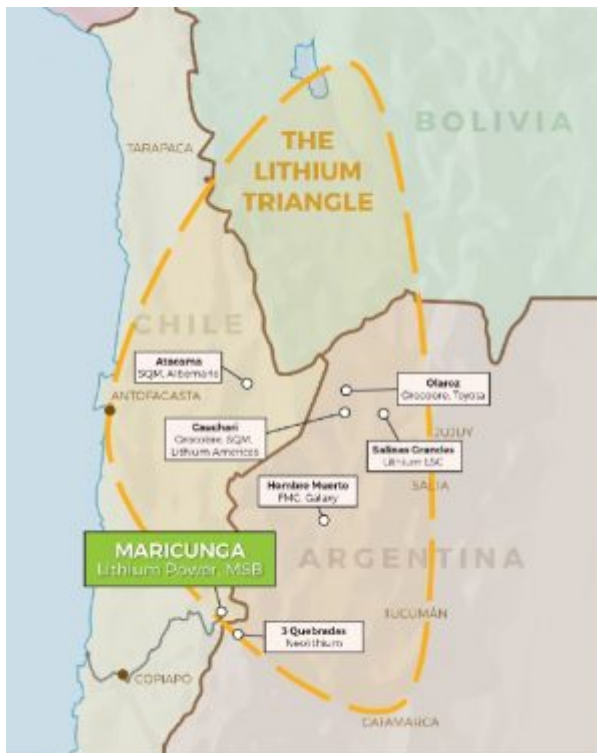 BOLIVIA
THE
LITHIUM
TRIANGLE
TARAPACA
CHILE
Atacama
SQM, Albemarle
ANTOFAGASTA
Olaroz
Orocobre, Toyota
Cauchari
Orocobre, SQM,
Lithium Americas
JUJUY
Salinas Grandes
Lithium LSC
SALTA
Hombre Muerto
FMC, Galaxy
MARICUNGA
Lithium Power, MSB
ARGENTINA
TUCUMÁN
3 Quebradas
Neolithium
COPIAPO
CATAMARCA